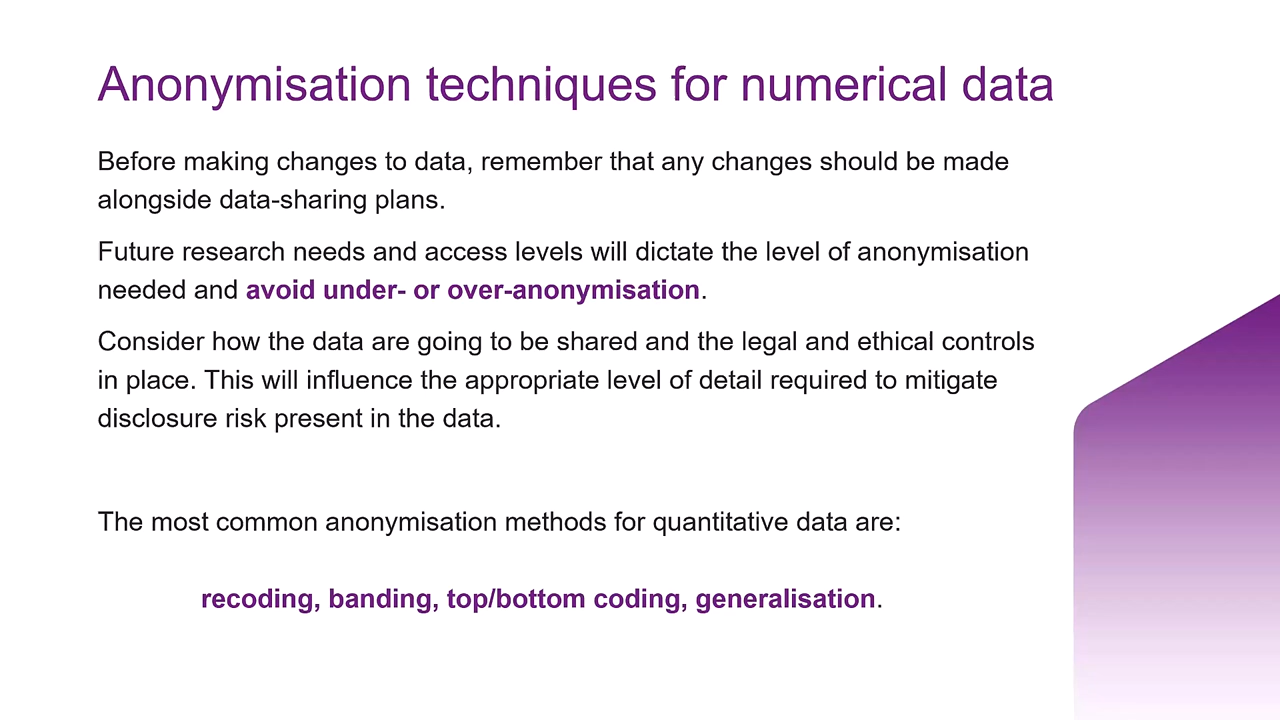 Anonymisation techniques for numerical data
Before making changes to data, remember that any changes should be made
alongside data-sharing plans.
Future research needs and access levels will dictate the level of anonymisation
needed and avoid under- or over-anonymisation.
Consider how the data are going to be shared and the legal and ethical controls
in place. This will influence the appropriate level of detail required to mitigate
disclosure risk present in the data.
The most common anonymisation methods for quantitative data are:
recoding, banding, top/bottom coding, generalisation.